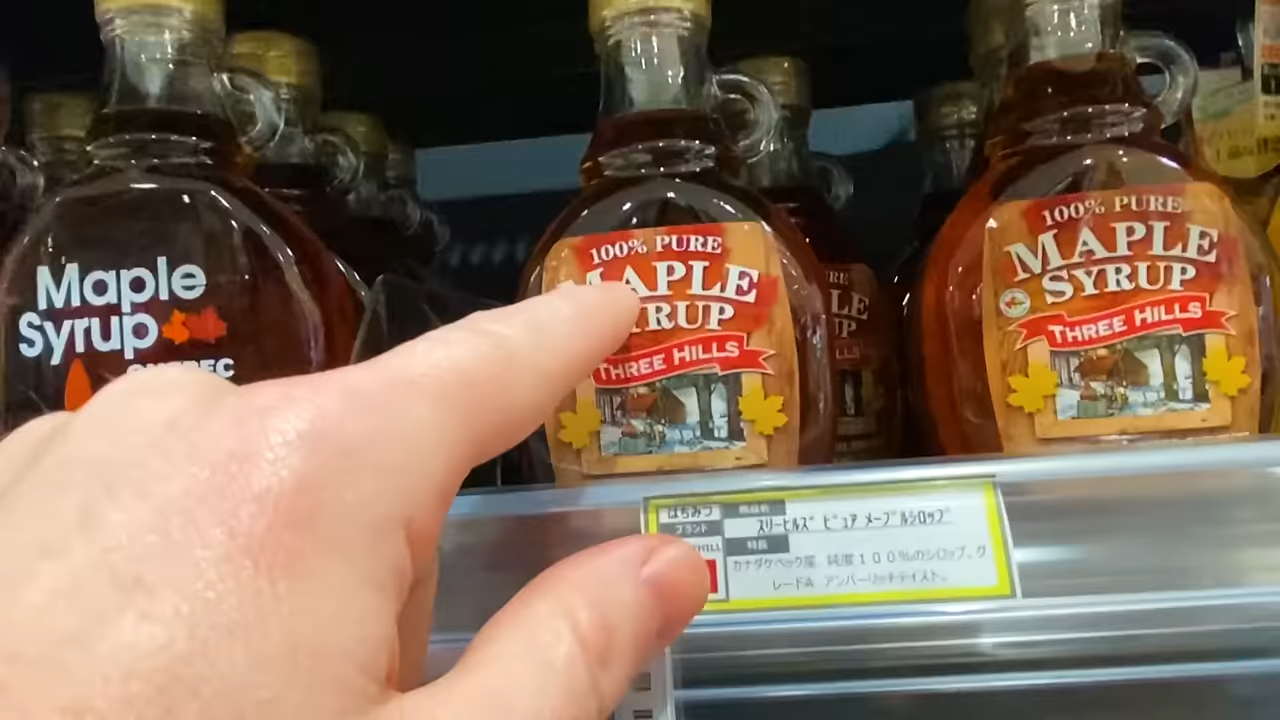 Maple
Syrup
QUEBEC
100% PURE
MAPLE
SYRUP
THREE HILLS
100% PURE
MAPLE
SYRUP
THREE HILLS
はちみつ 商品名
スリーヒルズ ピュア メープルシロップ
ブランド
特長
HILL
カナダケベック産 純度100%のシロップ。グ
レードA アンバーリッチテイスト。